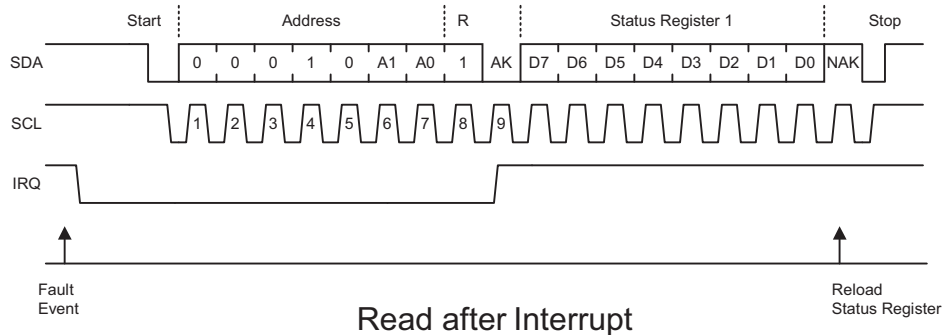 Start Address R Status Register 1 Stop
SDA 0 0 0 1 0 A1 A0 1 AK D7 D6 D5 D4 D3 D2 D1 D0 NAK
SCL 1 2 3 4 5 6 7 8 9
IRQ
Fault Reload
Event Status Register
Read after Interrupt